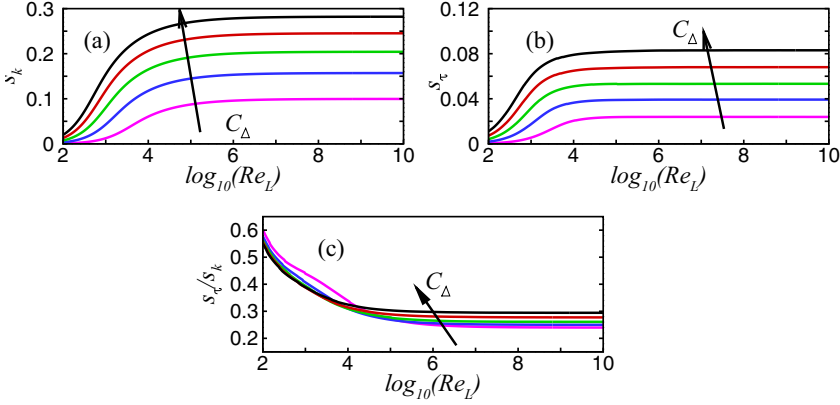 0.3
0.2
0.1
0
s_k
(a)
C_Δ
2 4 6 8 10
log_10(Re_L)
0.12
0.08
0.04
0
s_τ
(b)
C_Δ
2 4 6 8 10
log_10(Re_L)
0.6
0.5
0.4
0.3
0.2
s_τ/s_k
(c)
C_Δ
2 4 6 8 10
log_10(Re_L)